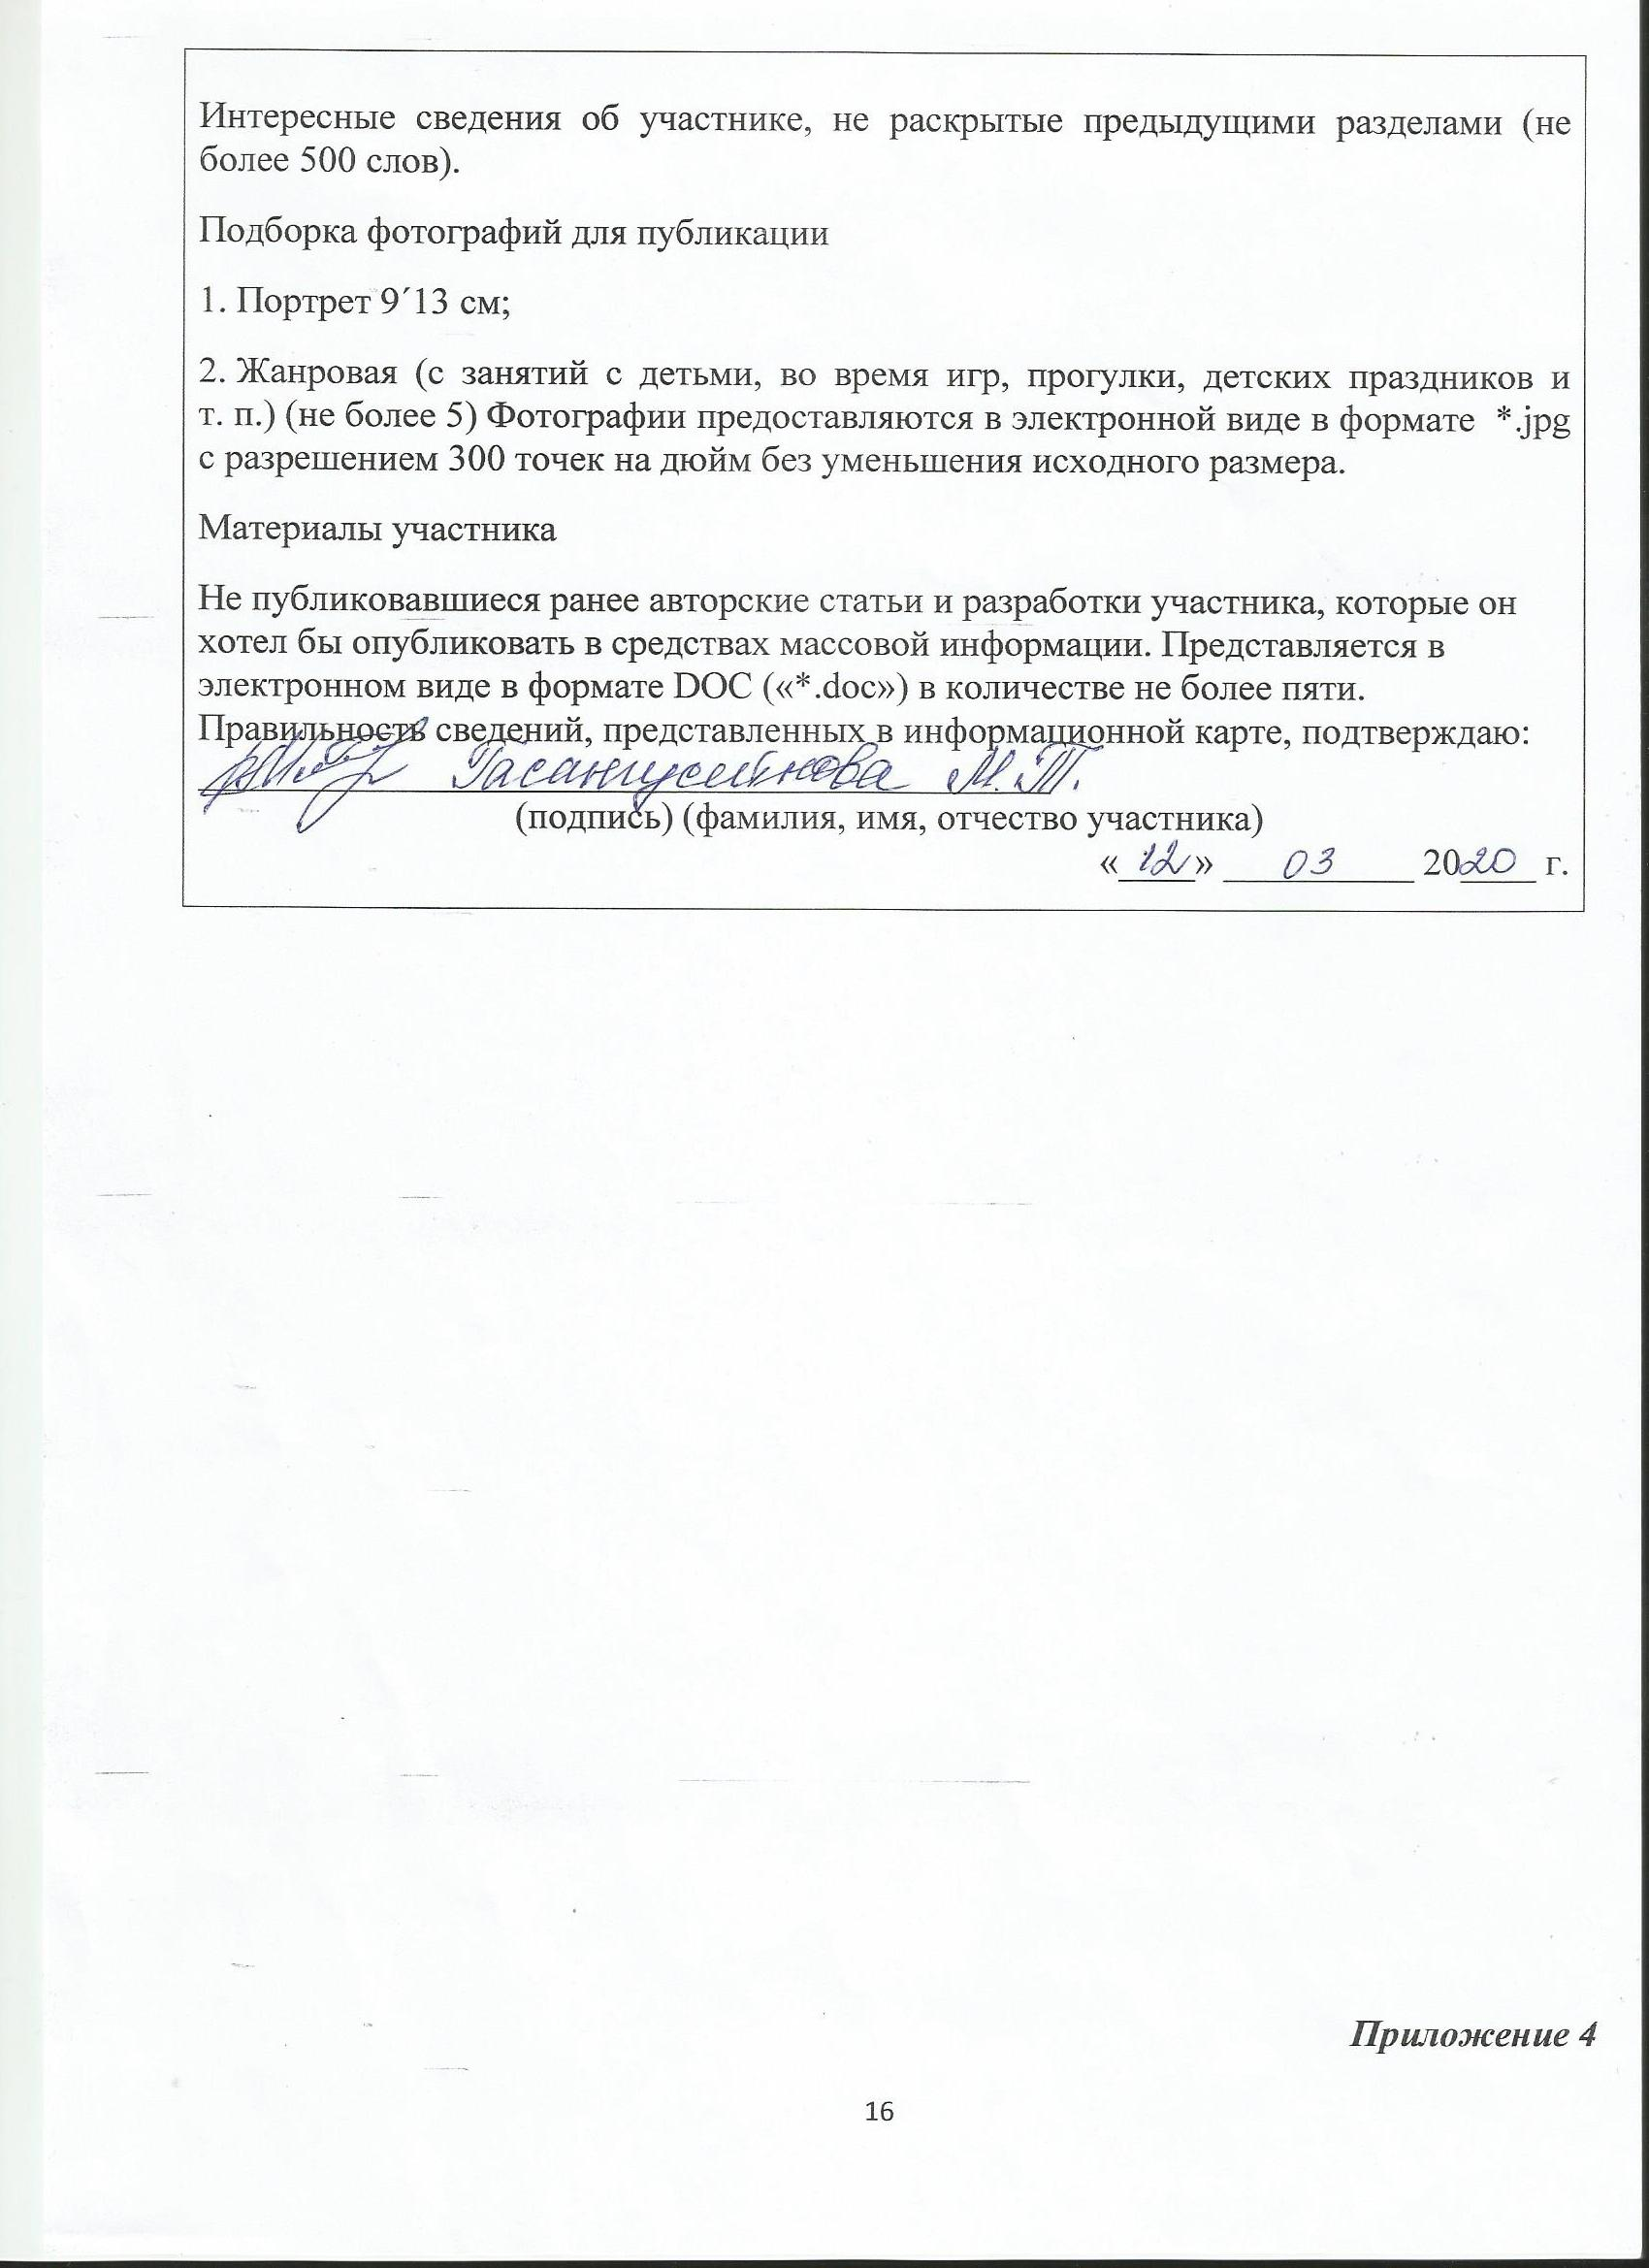 Интересные сведения об участнике, не раскрытые предыдущими разделами (не
более 500 слов).
Подборка фотографий для публикации
1. Портрет 9´13 см;
2. Жанровая (с занятий с детьми, во время игр, прогулки, детских праздников и
т. п.) (не более 5) Фотографии предоставляются в электронной виде в формате *.jpg
с разрешением 300 точек на дюйм без уменьшения исходного размера.
Материалы участника
Не публиковавшиеся ранее авторские статьи и разработки участника, которые он
хотел бы опубликовать в средствах массовой информации. Представляется в
электронном виде в формате DOC («*.doc») в количестве не более пяти.
Правильность сведений, представленных в информационной карте, подтверждаю:
Гасангусейнова М.Т.
(подпись) (фамилия, имя, отчество участника)
«12» 03 2020 г.
Приложение 4
16